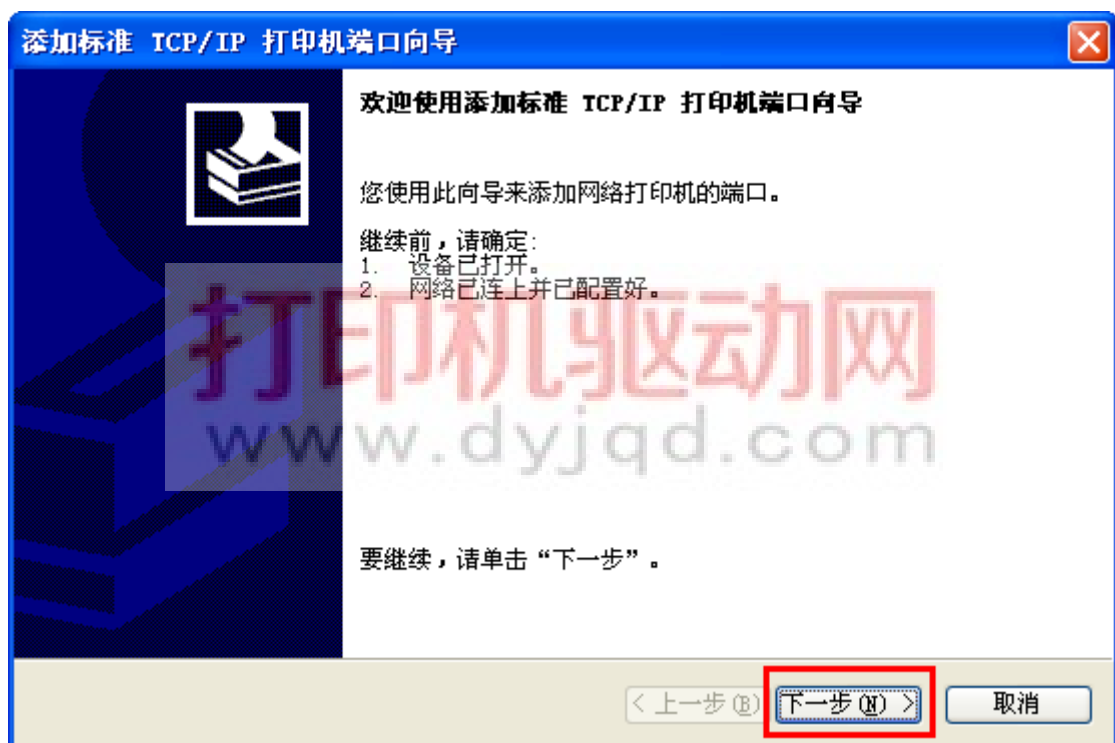 添加标准 TCP/IP 打印机端口向导
欢迎使用添加标准 TCP/IP 打印机端口向导
您使用此向导来添加网络打印机的端口。
继续前，请确定:
1. 设备已打开。
2. 网络已连上并已配置好。
打印机驱动网
www.dyjqd.com
要继续，请单击“下一步”。
< 上一步(B) 下一步(N) > 取消